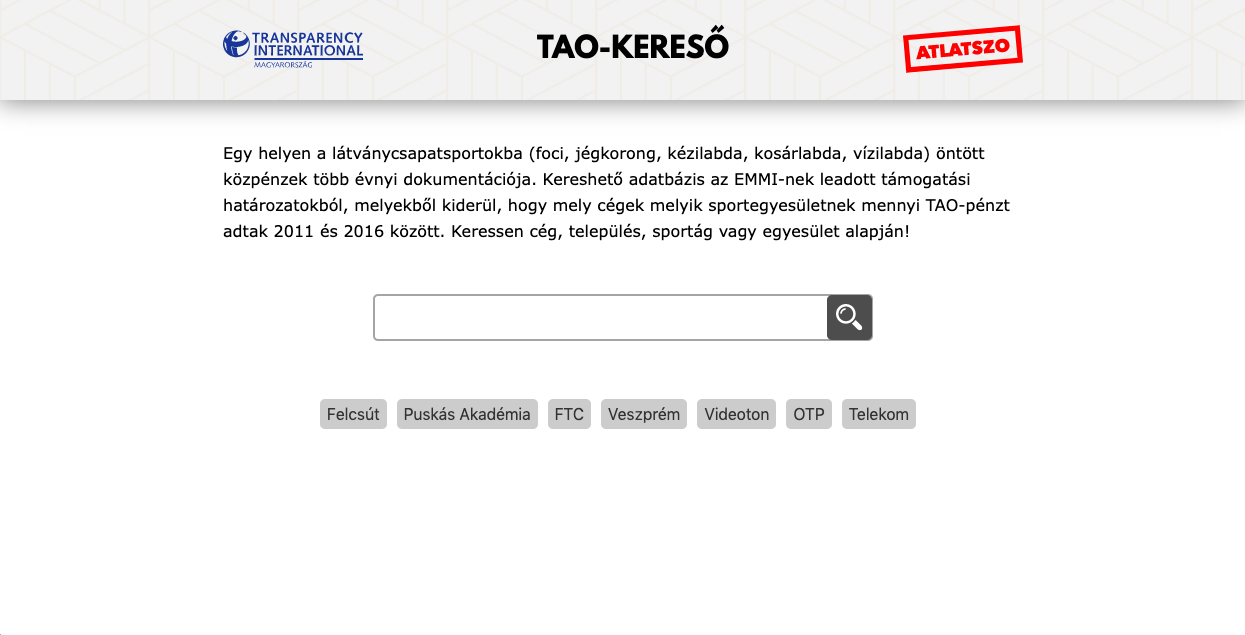 TRANSPARENCY
INTERNATIONAL
MAGYARORSZÁG
TAO-KERESŐ
ATLATSZO
Egy helyen a látványcsapatsportokba (foci, jégkorong, kézilabda, kosárlabda, vízilabda) öntött
közpénzek több évnyi dokumentációja. Kereshető adatbázis az EMMI-nek leadott támogatási
határozatokból, melyekből kiderül, hogy mely cégek melyik sportegyesületnek mennyi TAO-pénzt
adtak 2011 és 2016 között. Keressen cég, település, sportág vagy egyesület alapján!
Felcsút Puskás Akadémia FTC Veszprém Videoton OTP Telekom